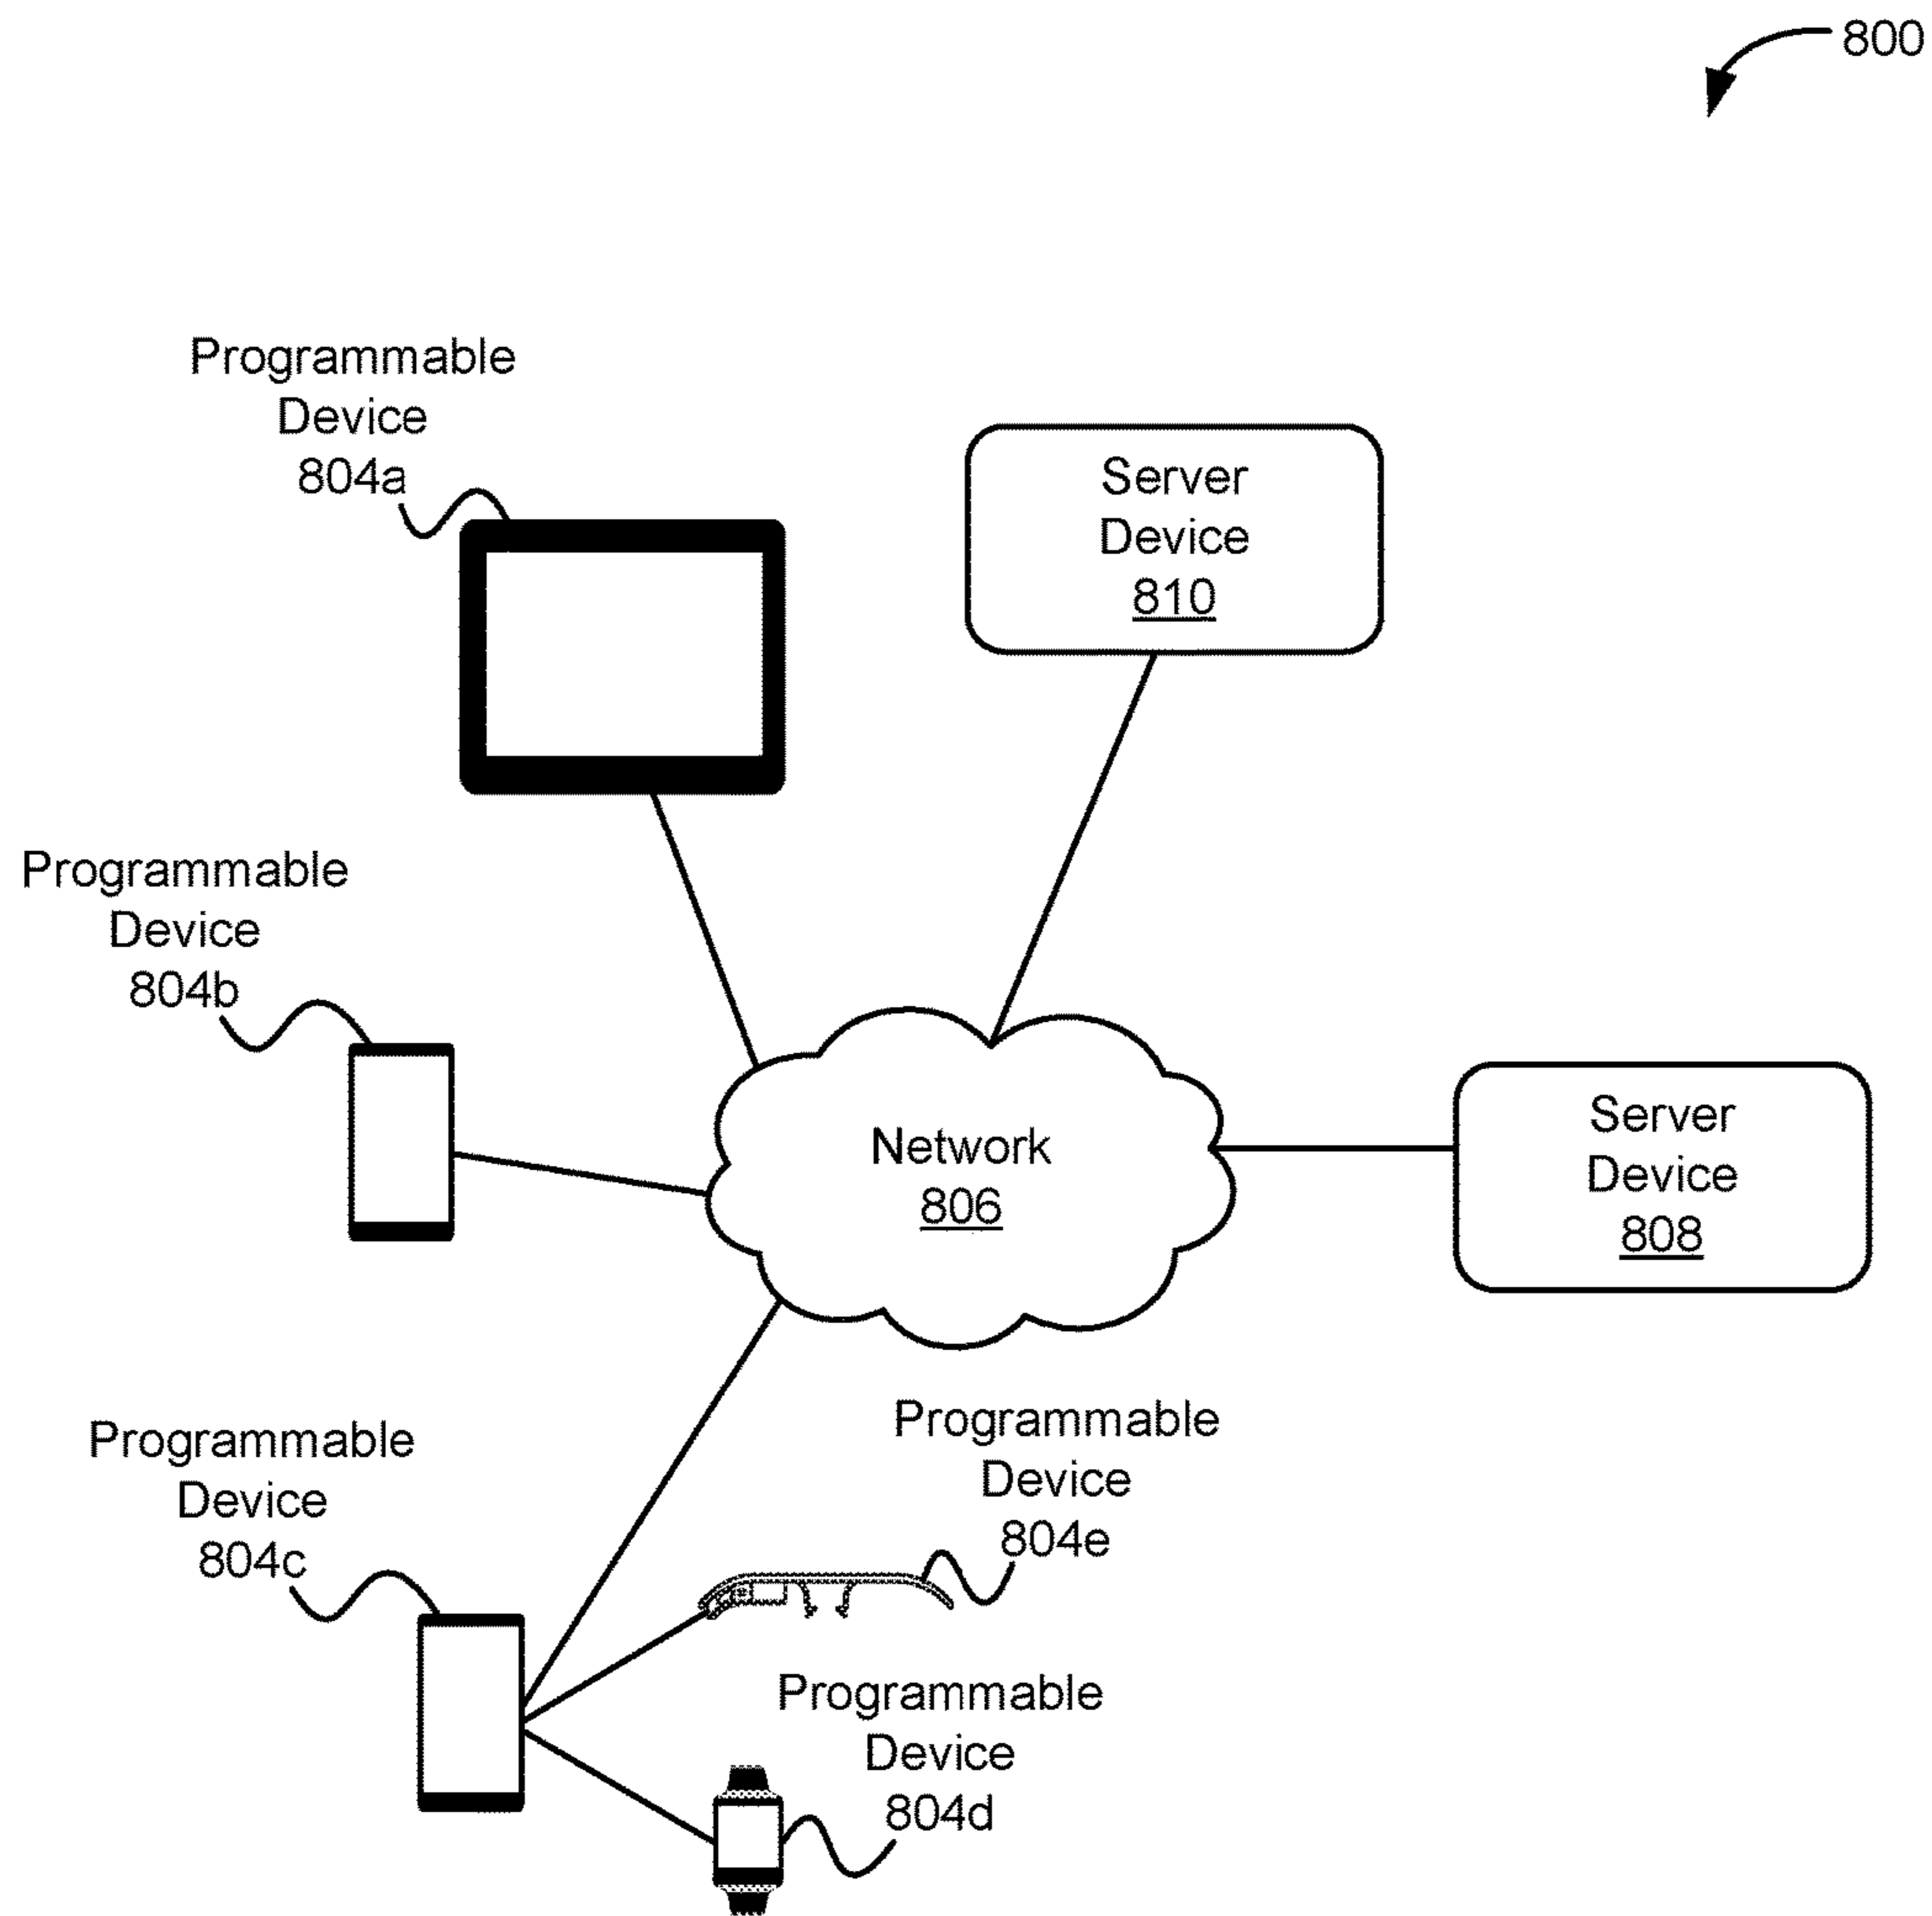 800
Programmable
Device
804a
Server
Device
810
Programmable
Device
804b
Network
806
Server
Device
808
Programmable
Device
804c
Programmable
Device
804e
Programmable
Device
804d